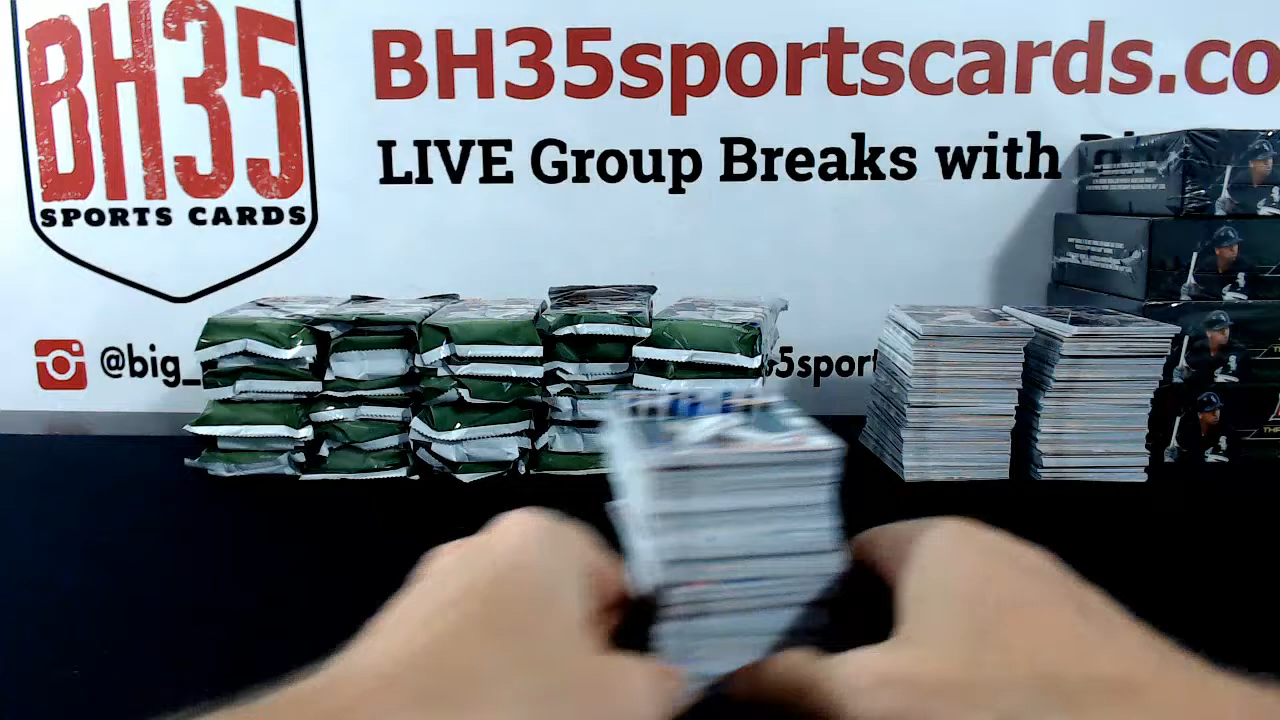 BH35
SPORTS CARDS
BH35sportscards.co
LIVE Group Breaks with
@big_
5sport